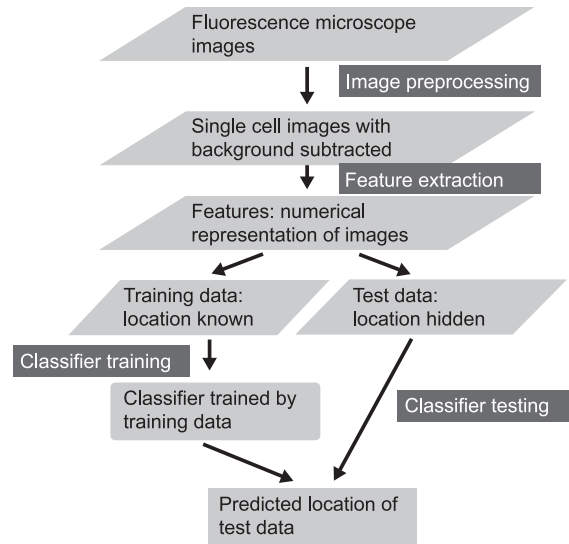 Fluorescence microscope
images
Image preprocessing
Single cell images with
background subtracted
Feature extraction
Features: numerical
representation of images
Training data:
location known
Test data:
location hidden
Classifier training
Classifier trained by
training data
Classifier testing
Predicted location of
test data